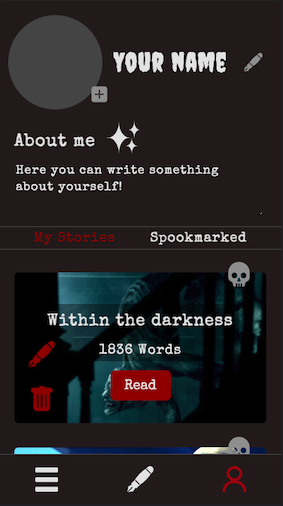 YOUR NAME
About me
Here you can write something
about yourself!
My Stories Spookmarked
Within the darkness
1836 Words
Read